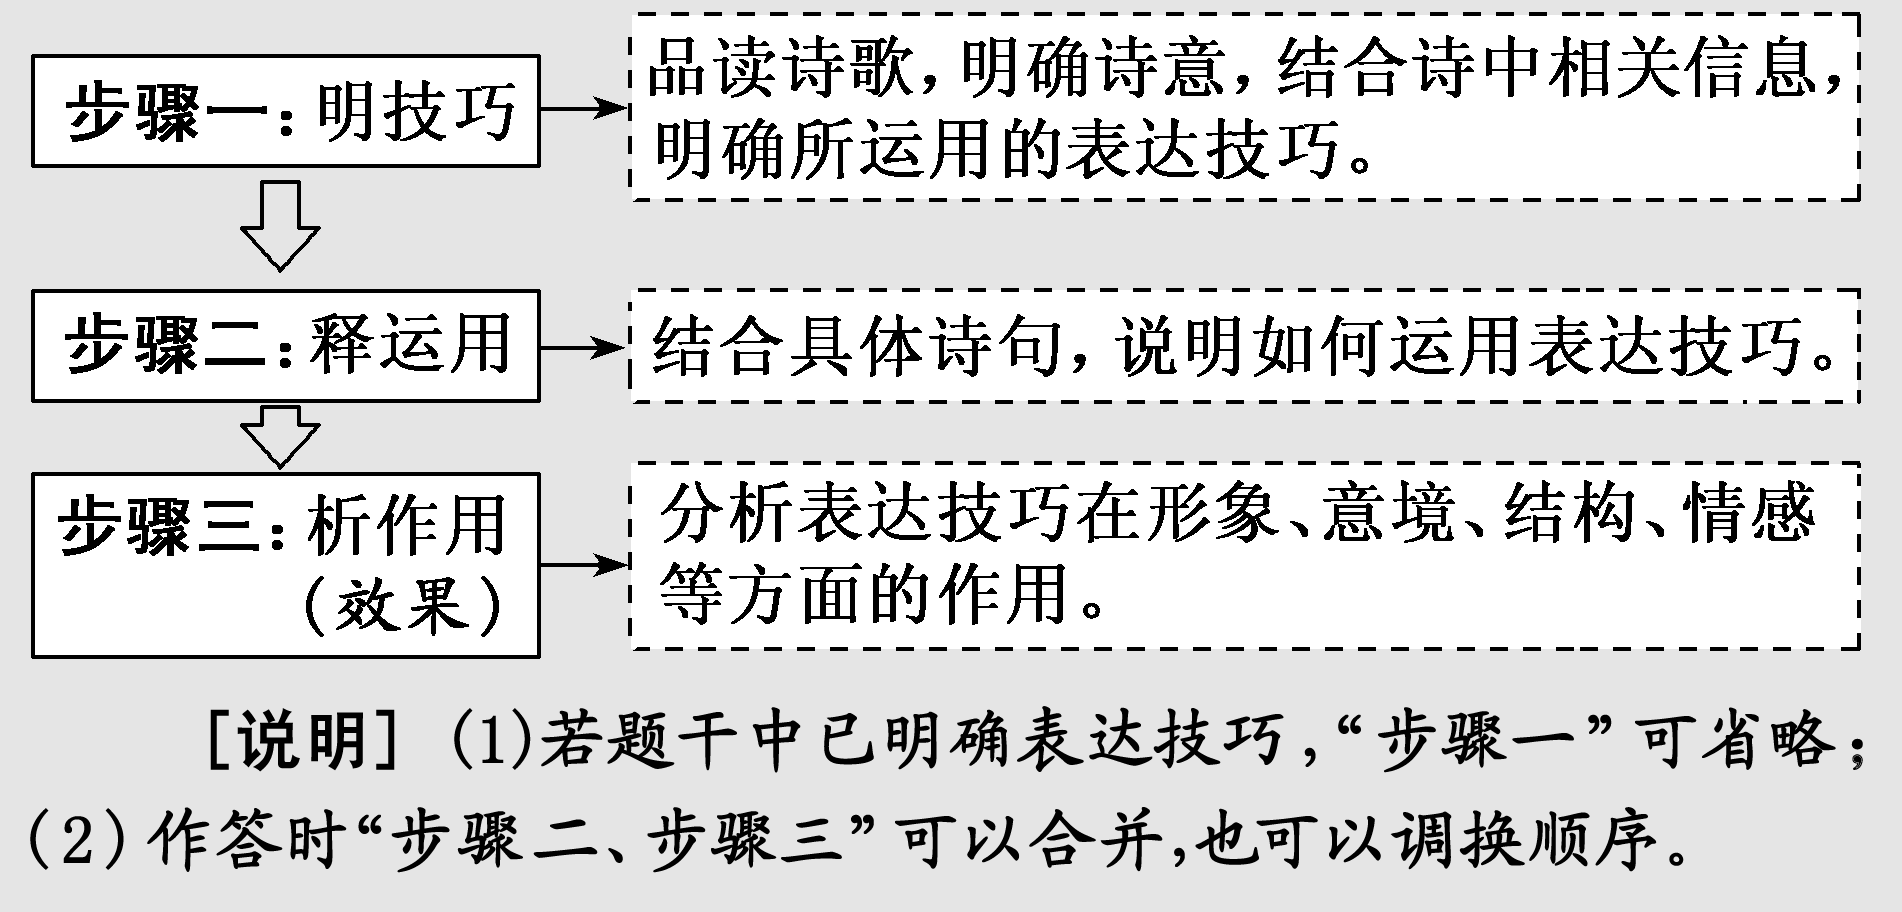 步骤一：明技巧
品读诗歌，明确诗意，结合诗中相关信息，
明确所运用的表达技巧。
步骤二：释运用
结合具体诗句，说明如何运用表达技巧。
步骤三：析作用
（效果）
分析表达技巧在形象、意境、结构、情感
等方面的作用。
［说明］(1)若题干中已明确表达技巧，“步骤一”可省略；
(2)作答时“步骤二、步骤三”可以合并，也可以调换顺序。